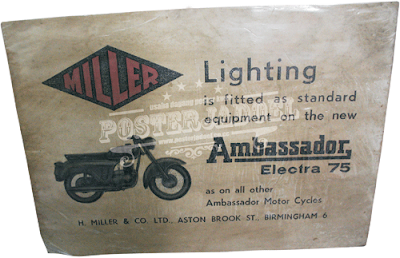 MILLER
Lighting
is fitted as standard
equipment on the new
Ambassador,
Electra 75
as on all other
Ambassador Motor Cycles
H. MILLER & CO. LTD., ASTON BROOK ST., BIRMINGHAM 6